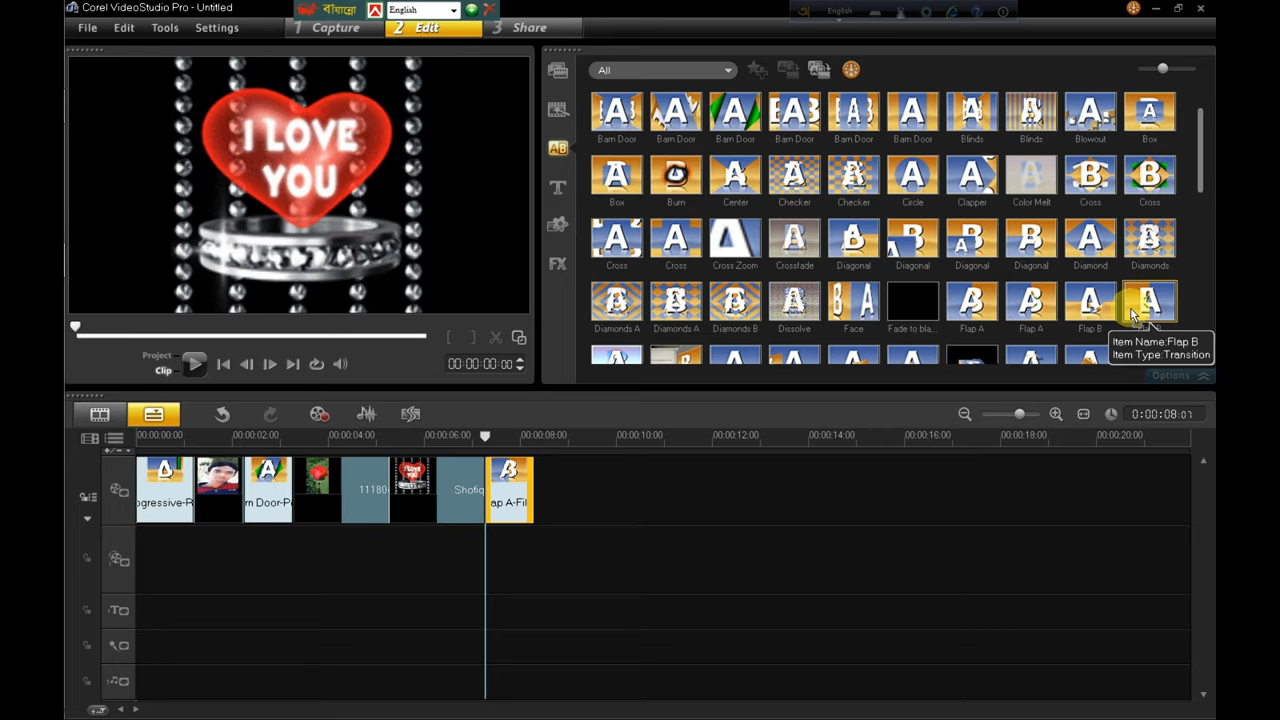 Corel VideoStudio Pro - Untitled
বাঁয়ান্নো
English
English
File Edit Tools Settings
1 Capture 2 Edit 3 Share
All
I LOVE
YOU
Barn Door Barn Door Barn Door Barn Door Barn Door Barn Door Blinds Blinds Blowout Box
Box Burn Center Checker Checker Circle Clapper Color Melt Cross Cross
Cross Cross Cross Zoom Crossfade Diagonal Diagonal Diagonal Diagonal Diamond Diamonds
Diamonds A Diamonds A Diamonds B Dissolve Face Fade to bla... Flap A Flap A Flap B
Item Name:Flap B
Item Type:Transition
Options
Project
Clip
00:00:00:00
0:00:08:07
00:00:00:00 00:00:02:00 00:00:04:00 00:00:06:00 00:00:08:00 00:00:10:00 00:00:12:00 00:00:14:00 00:00:16:00 00:00:18:00 00:00:20:00
ogressive-R rn Door-P 11180 Shofiq lap A-Fil